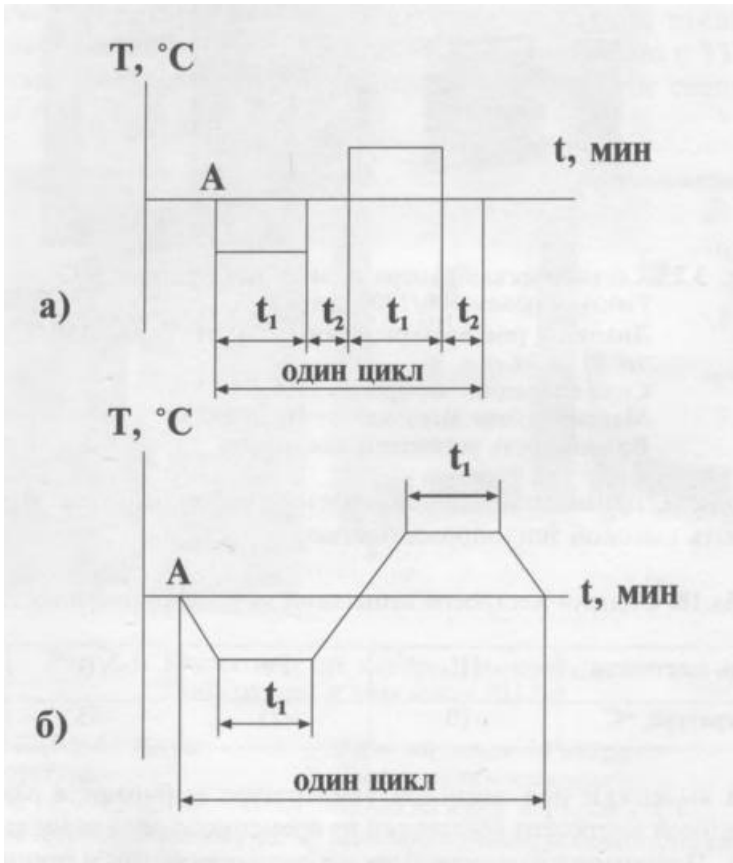 T, °C
t, мин
A
а)
t₁ t₂ t₁ t₂
один цикл
T, °C
t₁
A
t, мин
t₁
б)
один цикл